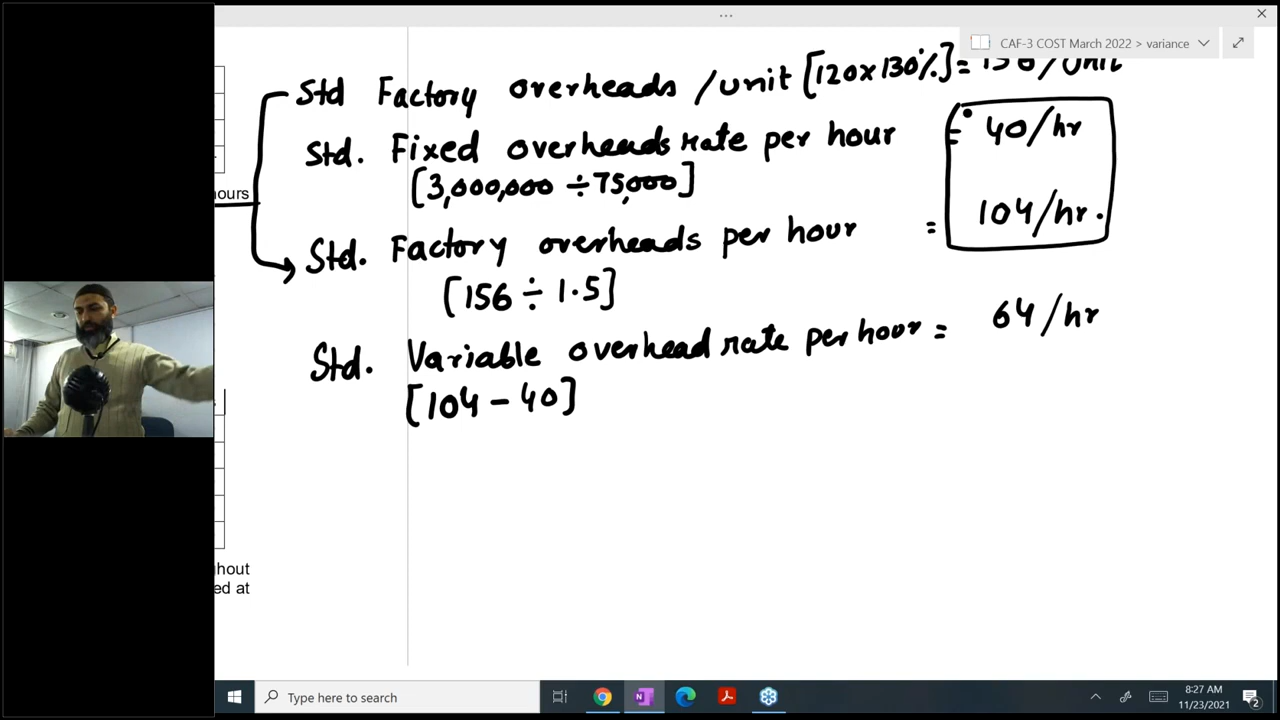 CAF-3 COST March 2022 > variance
Std Factory overheads /unit [120x130%] = 156/unit
Std. Fixed overheads rate per hour = 40/hr
[3,000,000 ÷ 75,000]
ours
104/hr.
Std. Factory overheads per hour =
[156 ÷ 1.5]
Std. Variable overhead rate per hour = 64/hr
[104 - 40]
hout
ed at
Type here to search
8:27 AM
11/23/2021
2